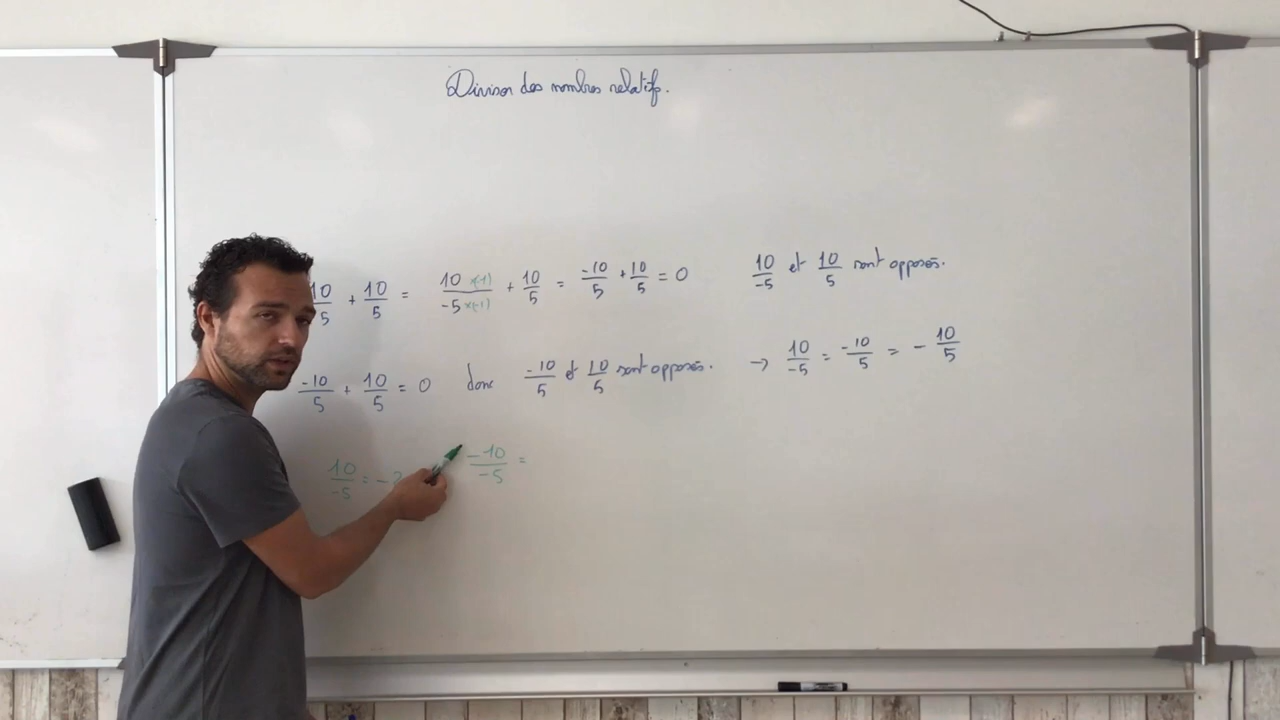 Division des nombres relatifs.
10/5 + 10/5 = 10 ×(-1)/-5 ×(-1) + 10/5 = -10/5 + 10/5 = 0 10/-5 et 10/5 sont opposés.
-10/5 + 10/5 = 0 donc -10/5 et 10/5 sont opposés. → 10/-5 = -10/5 = - 10/5
10/-5 = -2 -10/-5 =